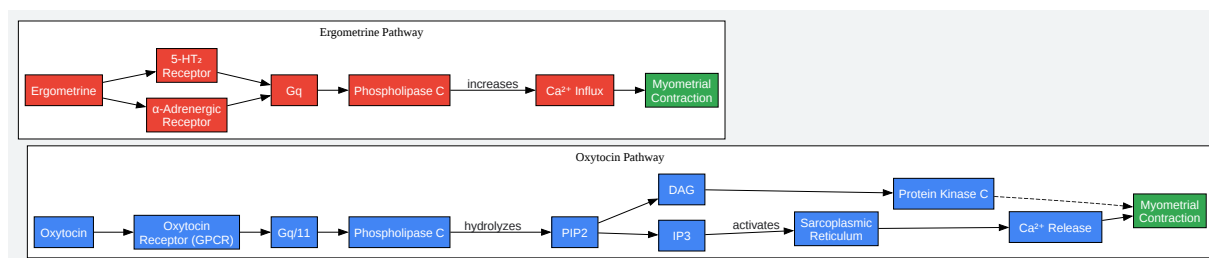 Ergometrine Pathway
Ergometrine
5-HT₂
Receptor
α-Adrenergic
Receptor
Gq
Phospholipase C
increases
Ca²⁺ Influx
Myometrial
Contraction
Oxytocin Pathway
Oxytocin
Oxytocin
Receptor (GPCR)
Gq/11
Phospholipase C
hydrolyzes
PIP2
DAG
IP3
activates
Sarcoplasmic
Reticulum
Protein Kinase C
Ca²⁺ Release
Myometrial
Contraction